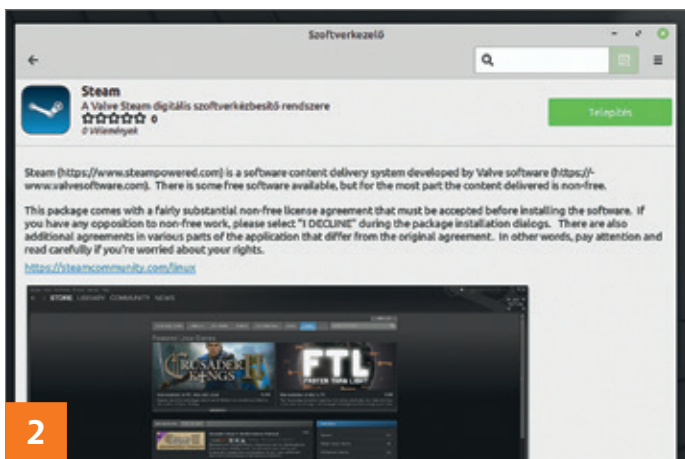 Szoftverkezelő
Steam
A Valve Steam digitális szoftverkézbesítő rendszere
0
0 Vélemények
Telepítés
Steam (https://www.steampowered.com) is a software content delivery system developed by Valve software (https://-
www.valvesoftware.com). There is some free software available, but for the most part the content delivered is non-free.
This package comes with a fairly substantial non-free license agreement that must be accepted before installing the software. If
you have any opposition to non-free work, please select "I DECLINE" during the package installation dialogs. There are also
additional agreements in various parts of the application that differ from the original agreement. In other words, pay attention and
read carefully if you're worried about your rights.
https://steamcommunity.com/linux
STORE LIBRARY COMMUNITY NEWS
CRUSADER
KINGS II
FTL
FASTER THAN LIGHT
2